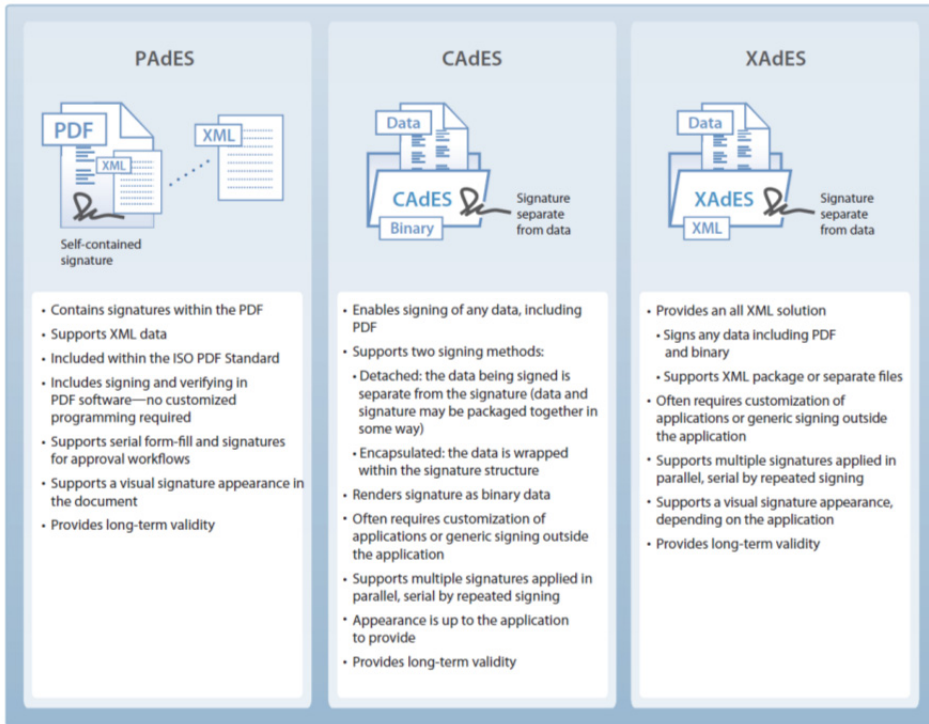 PAdES
PDF
XML
XML
Self-contained
signature
• Contains signatures within the PDF
• Supports XML data
• Included within the ISO PDF Standard
• Includes signing and verifying in
PDF software—no customized
programming required
• Supports serial form-fill and signatures
for approval workflows
• Supports a visual signature appearance in
the document
• Provides long-term validity
CAdES
Data
CAdES
Binary
Signature
separate
from data
• Enables signing of any data, including
PDF
• Supports two signing methods:
• Detached: the data being signed is
separate from the signature (data and
signature may be packaged together in
some way)
• Encapsulated: the data is wrapped
within the signature structure
• Renders signature as binary data
• Often requires customization of
applications or generic signing outside
the application
• Supports multiple signatures applied in
parallel, serial by repeated signing
• Appearance is up to the application
to provide
• Provides long-term validity
XAdES
Data
XAdES
XML
Signature
separate
from data
• Provides an all XML solution
• Signs any data including PDF
and binary
• Supports XML package or separate files
• Often requires customization of
applications or generic signing outside
the application
• Supports multiple signatures applied in
parallel, serial by repeated signing
• Supports a visual signature appearance,
depending on the application
• Provides long-term validity